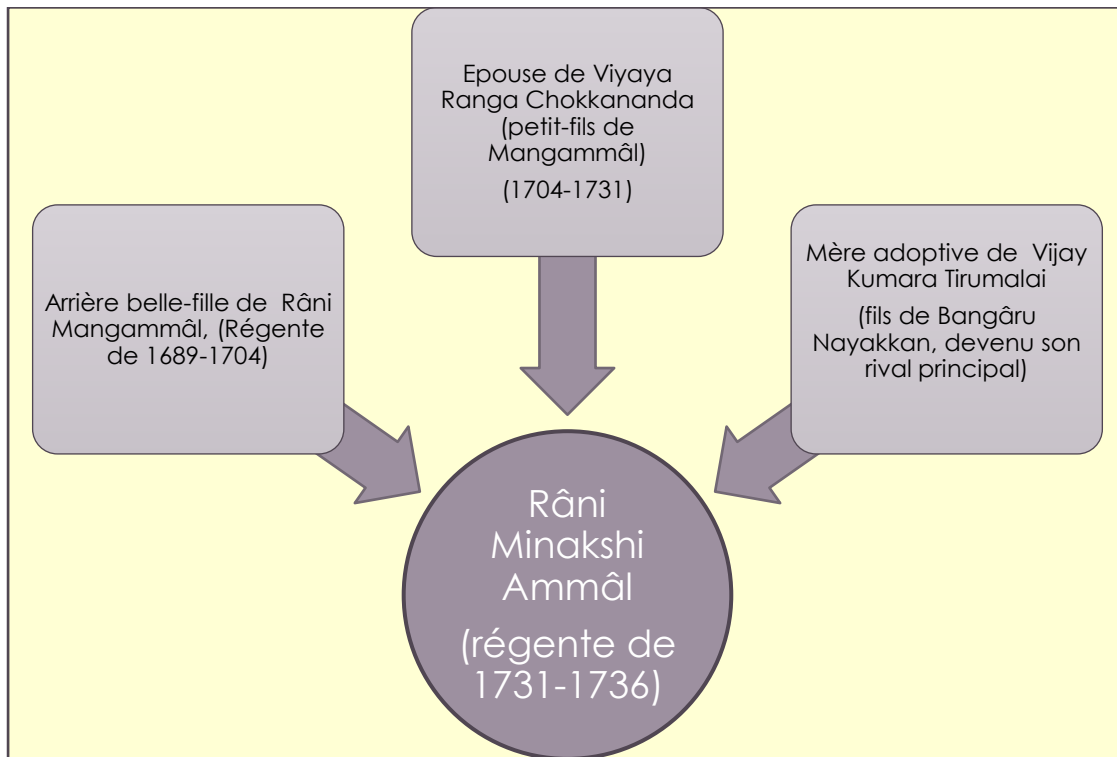 Epouse de Viyaya
Ranga Chokkananda
(petit-fils de
Mangammâl)
(1704-1731)
Arrière belle-fille de Râni
Mangammâl, (Régente
de 1689-1704)
Mère adoptive de Vijay
Kumara Tirumalai
(fils de Bangâru
Nayakkan, devenu son
rival principal)
Râni
Minakshi
Ammâl
(régente de
1731-1736)